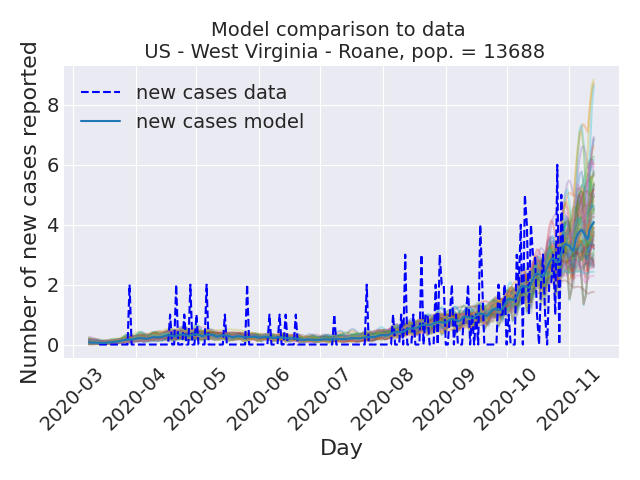 Model comparison to data
US - West Virginia - Roane, pop. = 13688
Number of new cases reported
8
6
4
2
0
new cases data
new cases model
2020-03
2020-04
2020-05
2020-06
2020-07
2020-08
2020-09
2020-10
2020-11
Day